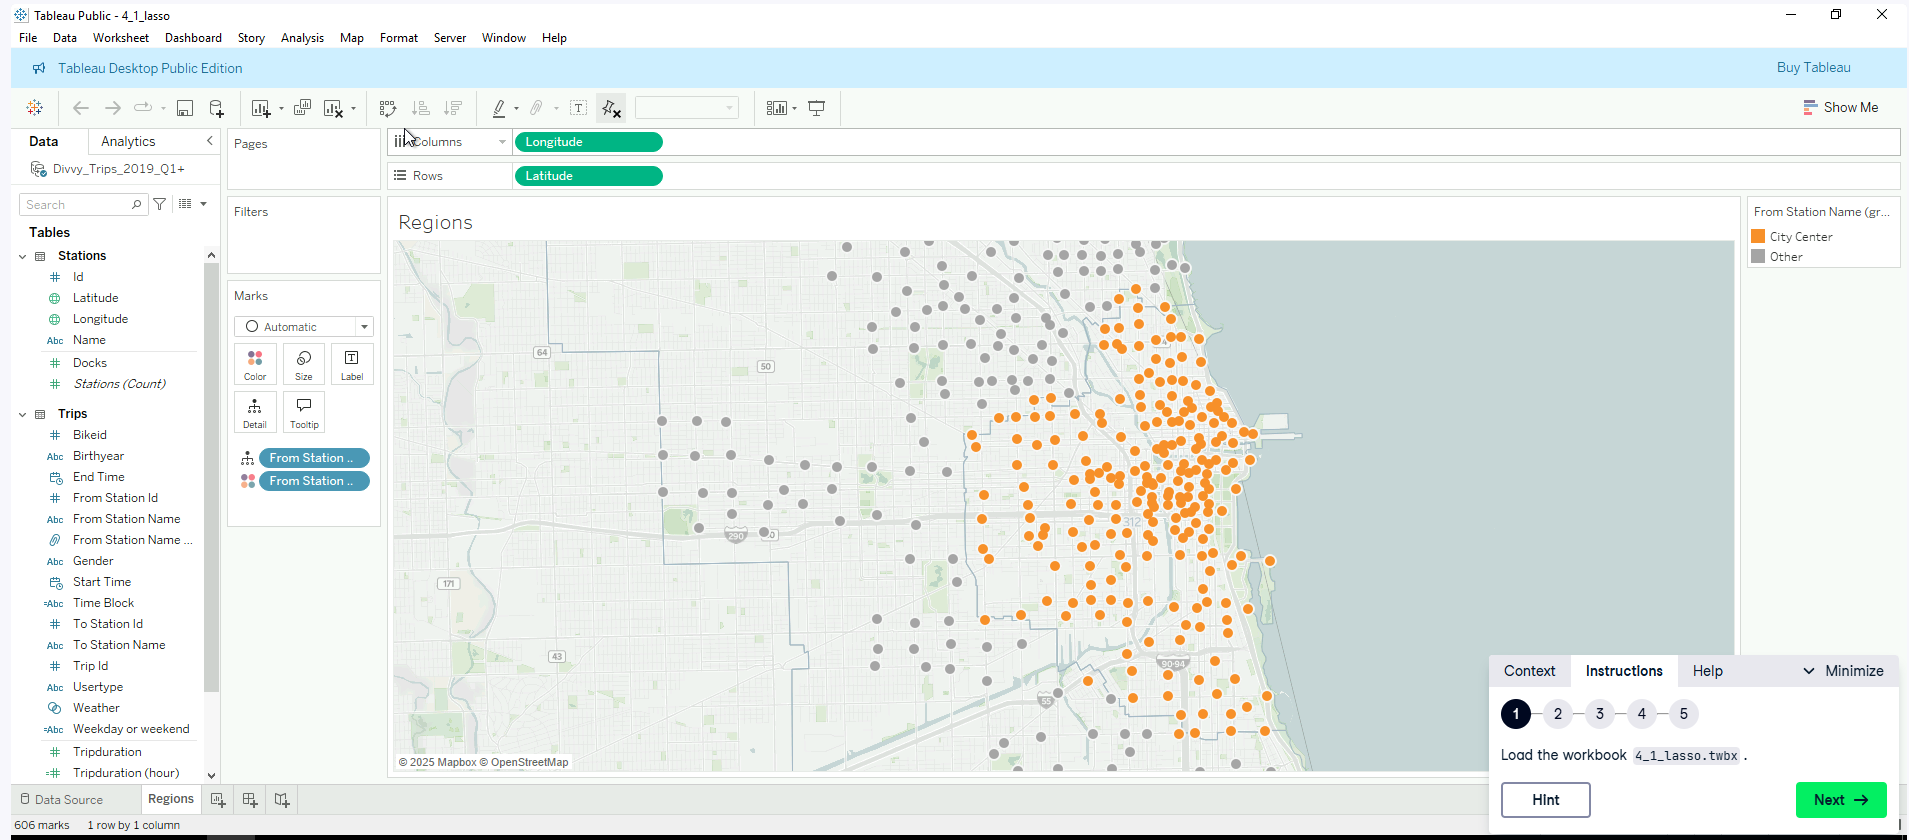 Tableau Public - 4_1_lasso
File Data Worksheet Dashboard Story Analysis Map Format Server Window Help
Tableau Desktop Public Edition
Buy Tableau
Show Me
Data Analytics
Divvy_Trips_2019_Q1+
Search
Tables
Stations
Id
Latitude
Longitude
Name
Docks
Stations (Count)
Trips
Bikeid
Birthyear
End Time
From Station Id
From Station Name
From Station Name ...
Gender
Start Time
Time Block
To Station Id
To Station Name
Trip Id
Usertype
Weather
Weekday or weekend
Tripduration
Tripduration (hour)
Pages
Filters
Marks
Automatic
Color Size Label
Detail Tooltip
From Station ..
From Station ..
Columns Longitude
Rows Latitude
Regions
64
50
290
171
43
312
90-94
55
© 2025 Mapbox © OpenStreetMap
From Station Name (gr...
City Center
Other
Context Instructions Help Minimize
1 2 3 4 5
Load the workbook 4_1_lasso.twbx .
Hint Next
Data Source Regions
606 marks 1 row by 1 column